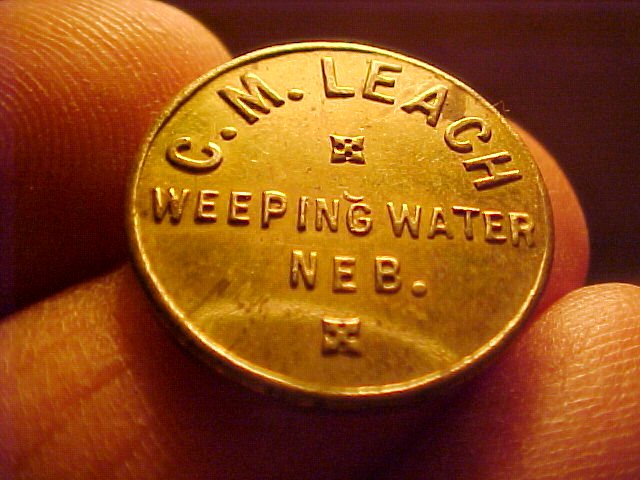 C. M. LEACH
WEEPING WATER
NEB.